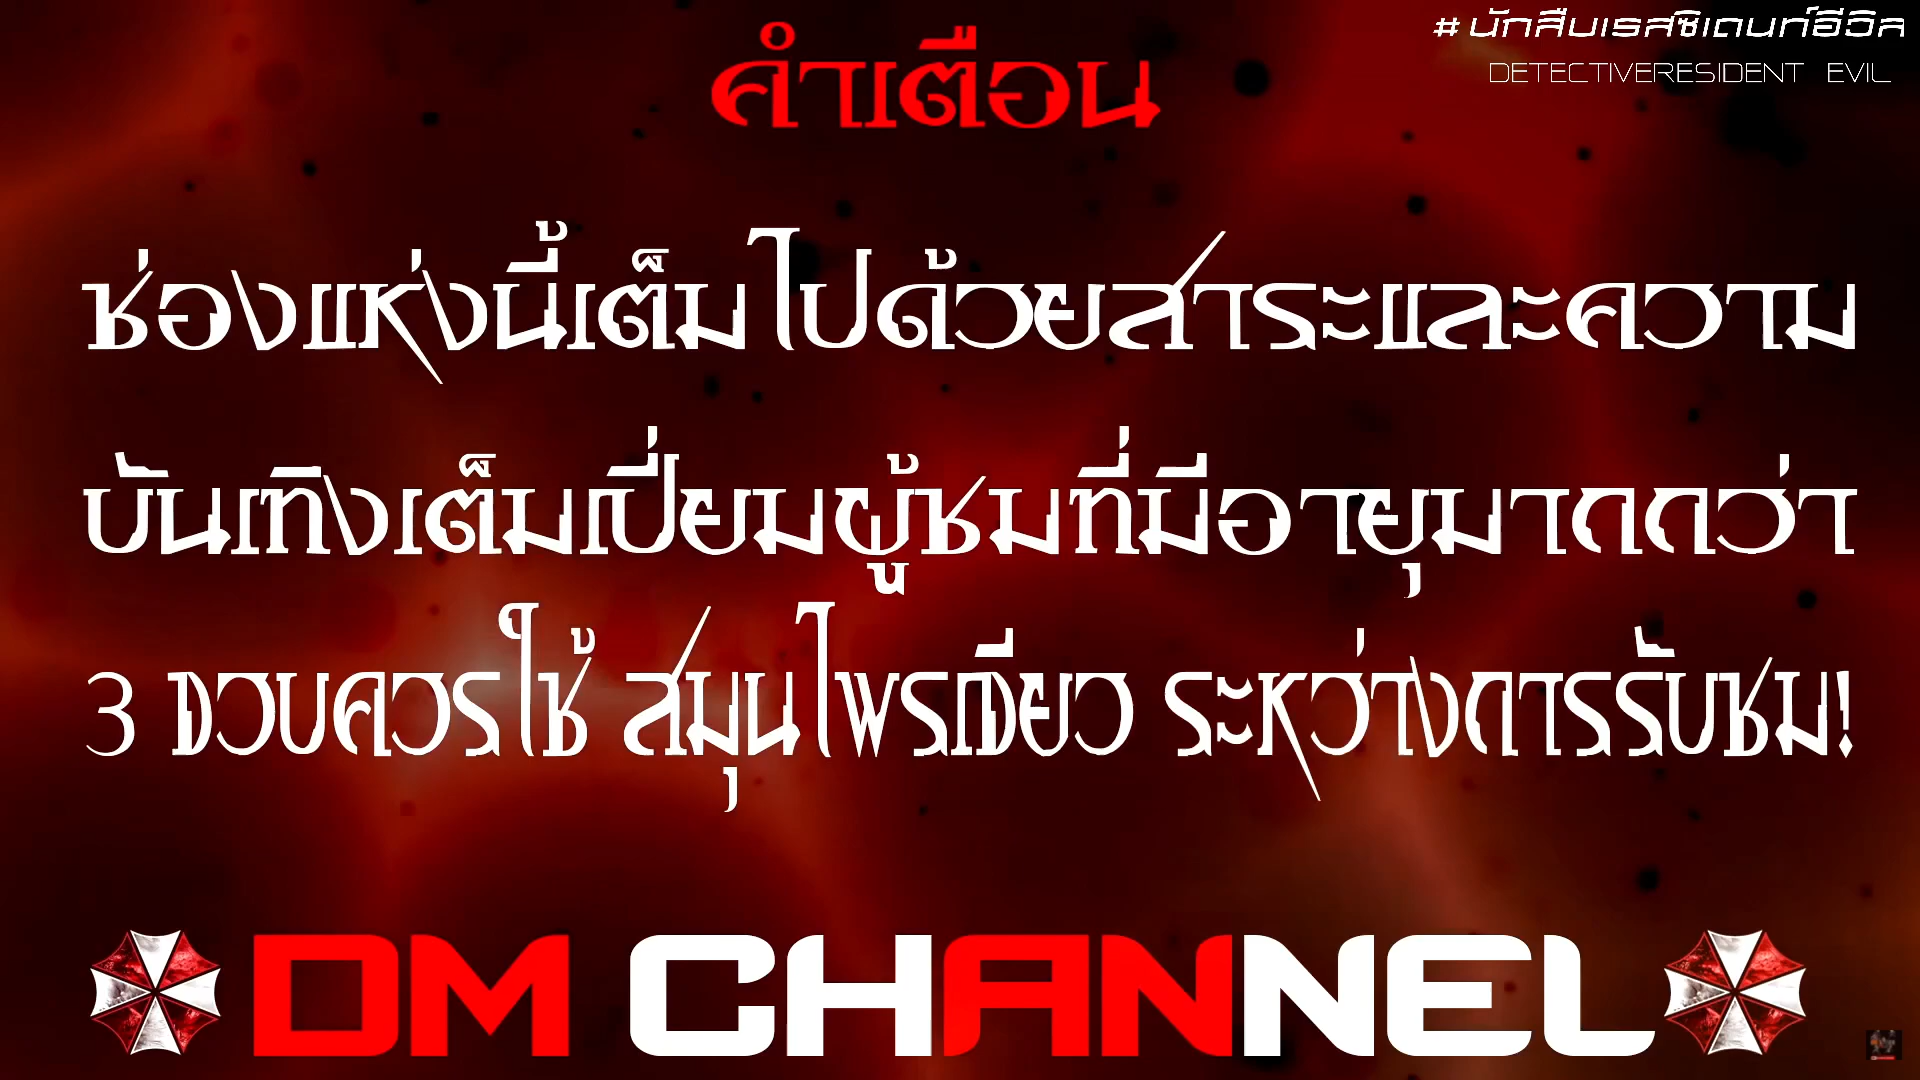 #นักสืบเรสซิเดนท์อีวิล
DETECTIVERESIDENT EVIL
คำเตือน
ช่องแห่งนี้เต็มไปด้วยสาระและความ
บันเทิงเต็มเปี่ยมผู้ชมที่มีอายุมากกว่า
3 ขวบควรใช้ สมุนไพรเขียว ระหว่างการรับชม!
DM CHANNEL